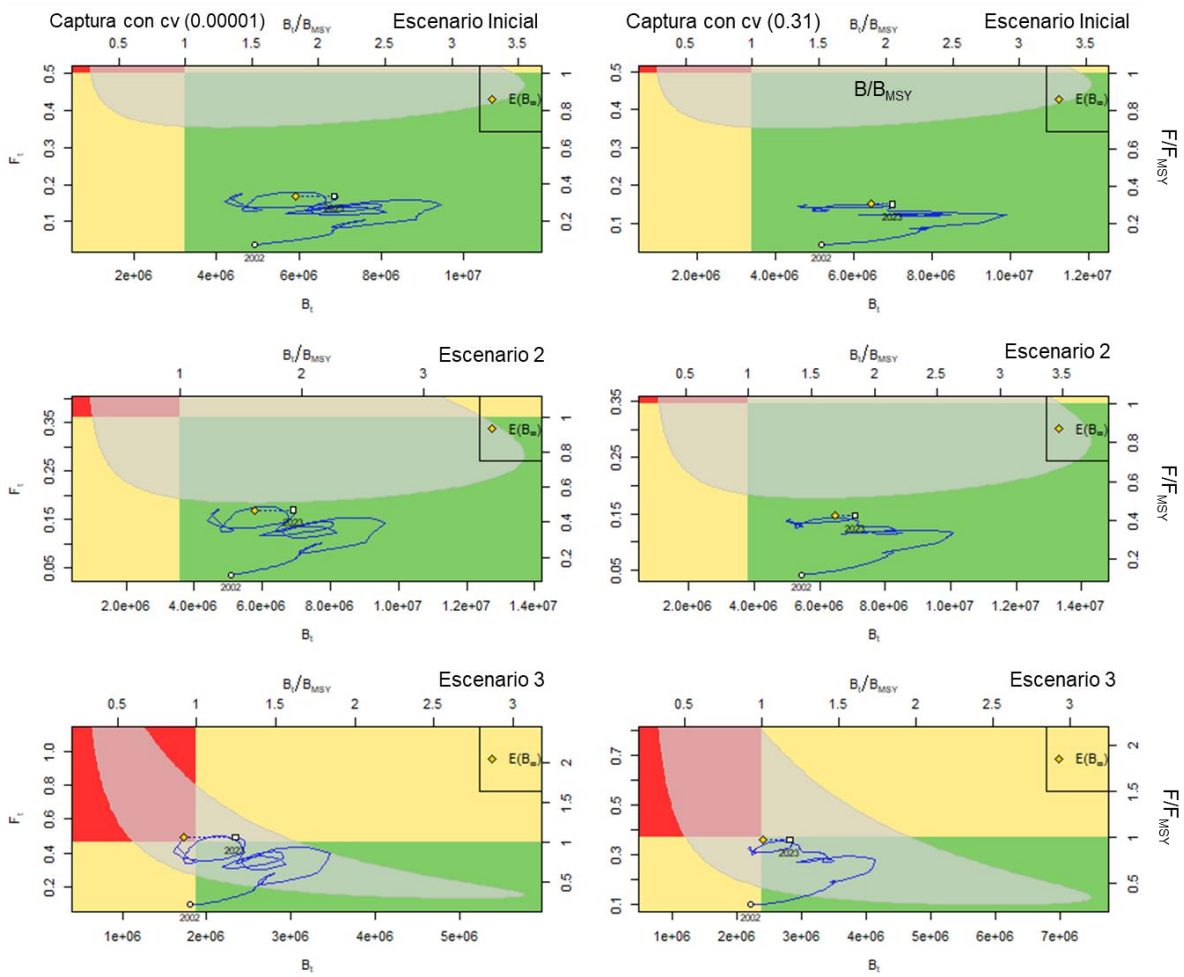 Captura con cv (0.00001) Bt/BMSY Escenario Inicial
0.5 1 1.5 2 2.5 3 3.5
Ft
0.5
0.4
0.3
0.2
0.1
E(B∞)
1
0.8
0.6
0.4
0.2
2023
2002
2e+06 4e+06 6e+06 8e+06 1e+07
Bt
Captura con cv (0.31) Bt/BMSY Escenario Inicial
0.5 1 1.5 2 2.5 3 3.5
B/BMSY
0.5
0.4
0.3
0.2
0.1
E(B∞)
1
0.8
0.6
0.4
0.2
F/FMSY
2023
2002
2.0e+06 4.0e+06 6.0e+06 8.0e+06 1.0e+07 1.2e+07
Bt
Bt/BMSY Escenario 2
1 2 3
Ft
0.35
0.25
0.15
0.05
E(B∞)
1
0.8
0.6
0.4
0.2
2023
2002
2.0e+06 4.0e+06 6.0e+06 8.0e+06 1.0e+07 1.2e+07 1.4e+07
Bt
Bt/BMSY Escenario 2
0.5 1 1.5 2 2.5 3 3.5
0.35
0.25
0.15
0.05
E(B∞)
1
0.8
0.6
0.4
0.2
F/FMSY
2023
2002
2.0e+06 4.0e+06 6.0e+06 8.0e+06 1.0e+07 1.2e+07 1.4e+07
Bt
Bt/BMSY Escenario 3
0.5 1 1.5 2 2.5 3
Ft
1.0
0.8
0.6
0.4
0.2
E(B∞)
2
1.5
1
0.5
2023
2002
1e+06 2e+06 3e+06 4e+06 5e+06
Bt
Bt/BMSY Escenario 3
0.5 1 1.5 2 2.5 3
0.7
0.5
0.3
0.1
E(B∞)
2
1.5
1
0.5
F/FMSY
2023
2002
1e+06 2e+06 3e+06 4e+06 5e+06 6e+06 7e+06
Bt